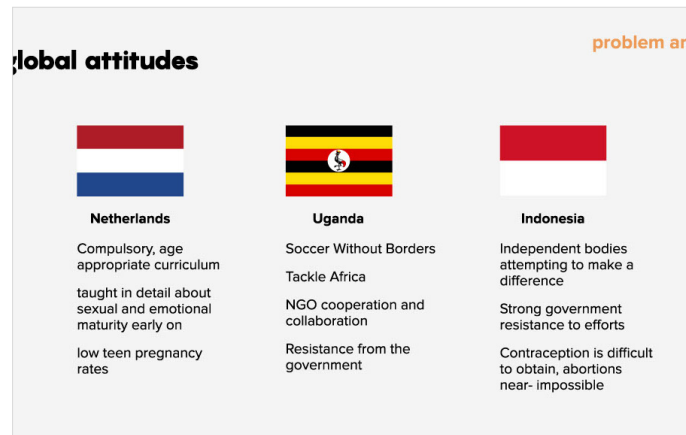 problem ar
global attitudes
Netherlands
Compulsory, age
appropriate curriculum
taught in detail about
sexual and emotional
maturity early on
low teen pregnancy
rates
Uganda
Soccer Without Borders
Tackle Africa
NGO cooperation and
collaboration
Resistance from the
government
Indonesia
Independent bodies
attempting to make a
difference
Strong government
resistance to efforts
Contraception is difficult
to obtain, abortions
near- impossible